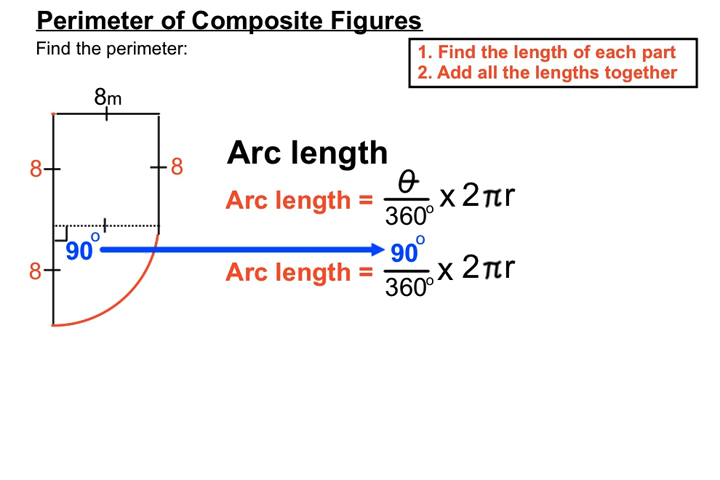 Perimeter of Composite Figures
Find the perimeter:
1. Find the length of each part
2. Add all the lengths together
8m
8
8
8
90°
Arc length
Arc length = θ/360° x 2πr
Arc length = 90°/360° x 2πr